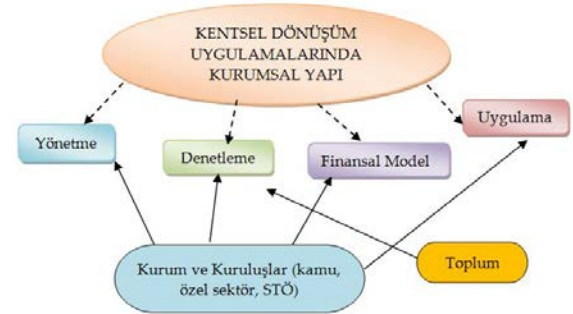 KENTSEL DÖNÜŞÜM
UYGULAMALARINDA
KURUMSAL YAPI
Uygulama
Yönetme
Denetleme
Finansal Model
Kurum ve Kuruluşlar (kamu,
özel sektör, STÖ)
Toplum